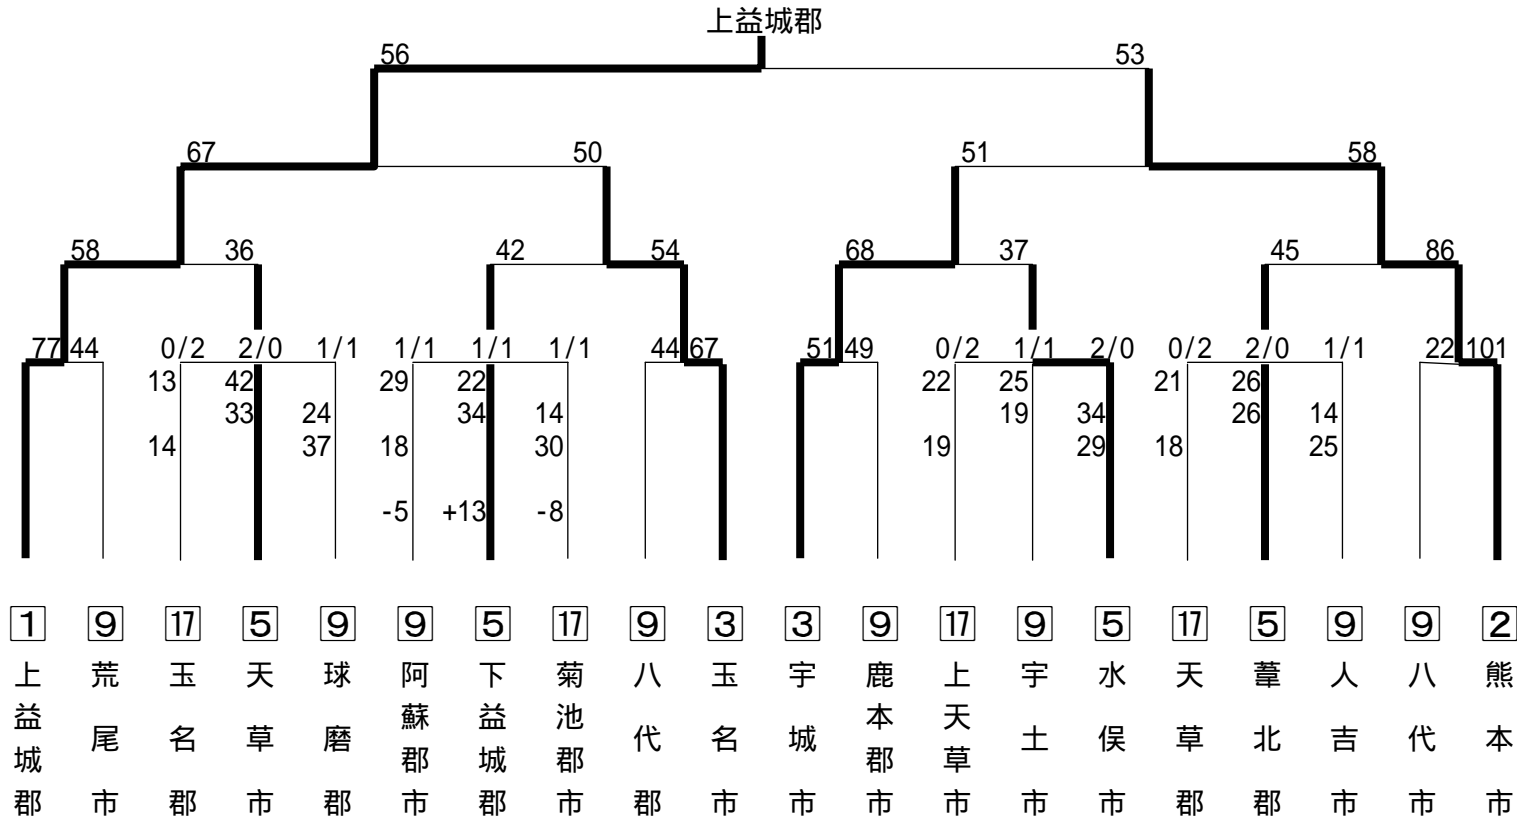 上益城郡
56 53
67 50 51 58
58 36 42 54 68 37 45 86
77 44 0/2 2/0 1/1 1/1 1/1 1/1 44 67 51 49 0/2 1/1 2/0 0/2 2/0 1/1 22 101
13 42 29 22 22 25 21 26
33 24 34 14 19 34 26 14
14 37 18 30 19 29 18 25
-5 +13 -8
1 9 17 5 9 9 5 17 9 3 3 9 17 9 5 17 5 9 9 2
上益城郡
荒尾市
玉名郡
天草市
球磨郡
阿蘇郡市
下益城郡
菊池郡市
八代郡
玉名市
宇城市
鹿本郡市
上天草市
宇土市
水俣市
天草郡
葦北郡
人吉市
八代市
熊本市